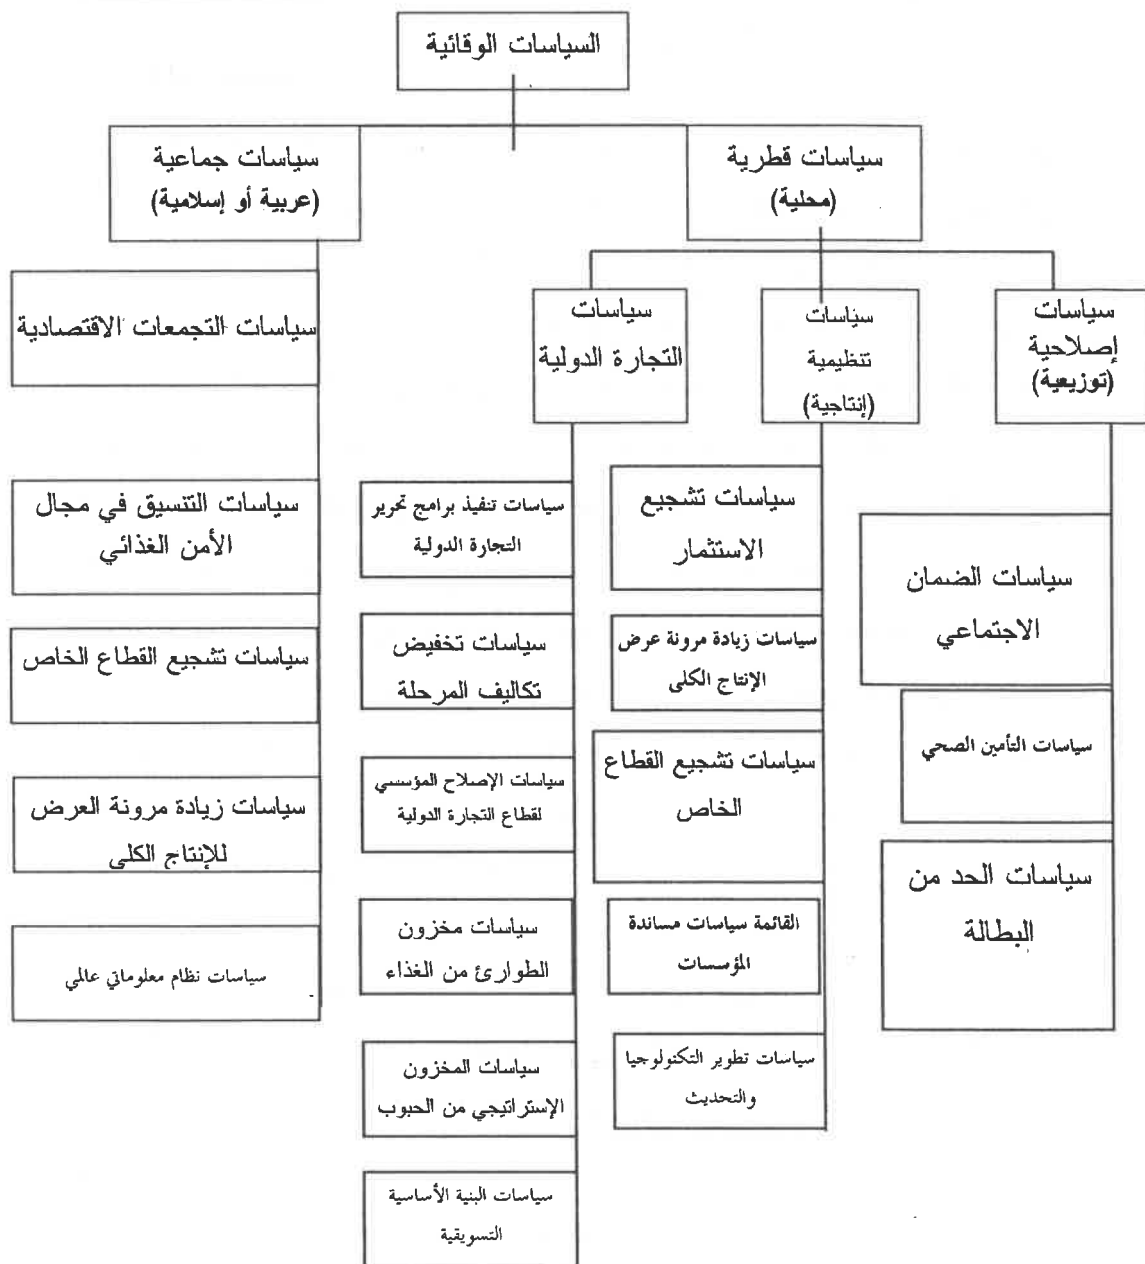 السياسات الوقائية
سياسات قطرية
(محلية)
سياسات جماعية
(عربية أو إسلامية)
سياسات
إصلاحية
(توزيعية)
سياسات
تنظيمية
(إنتاجية)
سياسات
التجارة الدولية
سياسات الضمان
الاجتماعي
سياسات التأمين الصحي
سياسات الحد من
البطالة
سياسات تشجيع
الاستثمار
سياسات زيادة مرونة عرض
الإنتاج الكلى
سياسات تشجيع القطاع
الخاص
القائمة سياسات مساندة
المؤسسات
سياسات تطوير التكنولوجيا
والتحديث
سياسات تنفيذ برامج تحرير
التجارة الدولية
سياسات تخفيض
تكاليف المرحلة
سياسات الإصلاح المؤسسي
لقطاع التجارة الدولية
سياسات مخزون
الطوارئ من الغذاء
سياسات المخزون
الإستراتيجي من الحبوب
سياسات البنية الأساسية
التسويقية
سياسات التجمعات الاقتصادية
سياسات التنسيق في مجال
الأمن الغذائي
سياسات تشجيع القطاع الخاص
سياسات زيادة مرونة العرض
للإنتاج الكلى
سياسات نظام معلوماتي عالمي